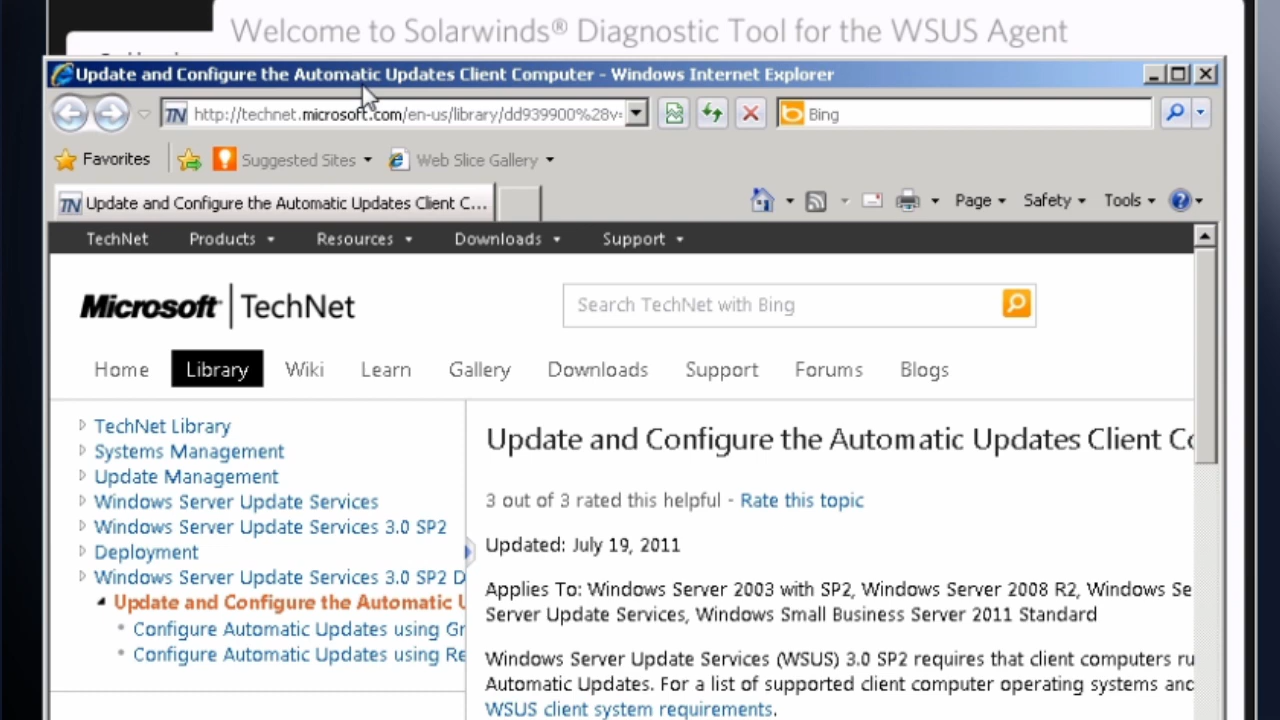 Welcome to Solarwinds® Diagnostic Tool for the WSUS Agent
Update and Configure the Automatic Updates Client Computer - Windows Internet Explorer
TN http://technet.microsoft.com/en-us/library/dd939900%28v=
Bing
Favorites Suggested Sites Web Slice Gallery
TN Update and Configure the Automatic Updates Client C...
Page Safety Tools
TechNet Products Resources Downloads Support
Microsoft TechNet
Search TechNet with Bing
Home Library Wiki Learn Gallery Downloads Support Forums Blogs
TechNet Library
Systems Management
Update Management
Windows Server Update Services
Windows Server Update Services 3.0 SP2
Deployment
Windows Server Update Services 3.0 SP2 D
Update and Configure the Automatic U
Configure Automatic Updates using Gr
Configure Automatic Updates using Re
Update and Configure the Automatic Updates Client Co
3 out of 3 rated this helpful - Rate this topic
Updated: July 19, 2011
Applies To: Windows Server 2003 with SP2, Windows Server 2008 R2, Windows Se
Server Update Services, Windows Small Business Server 2011 Standard
Windows Server Update Services (WSUS) 3.0 SP2 requires that client computers ru
Automatic Updates. For a list of supported client computer operating systems and
WSUS client system requirements.